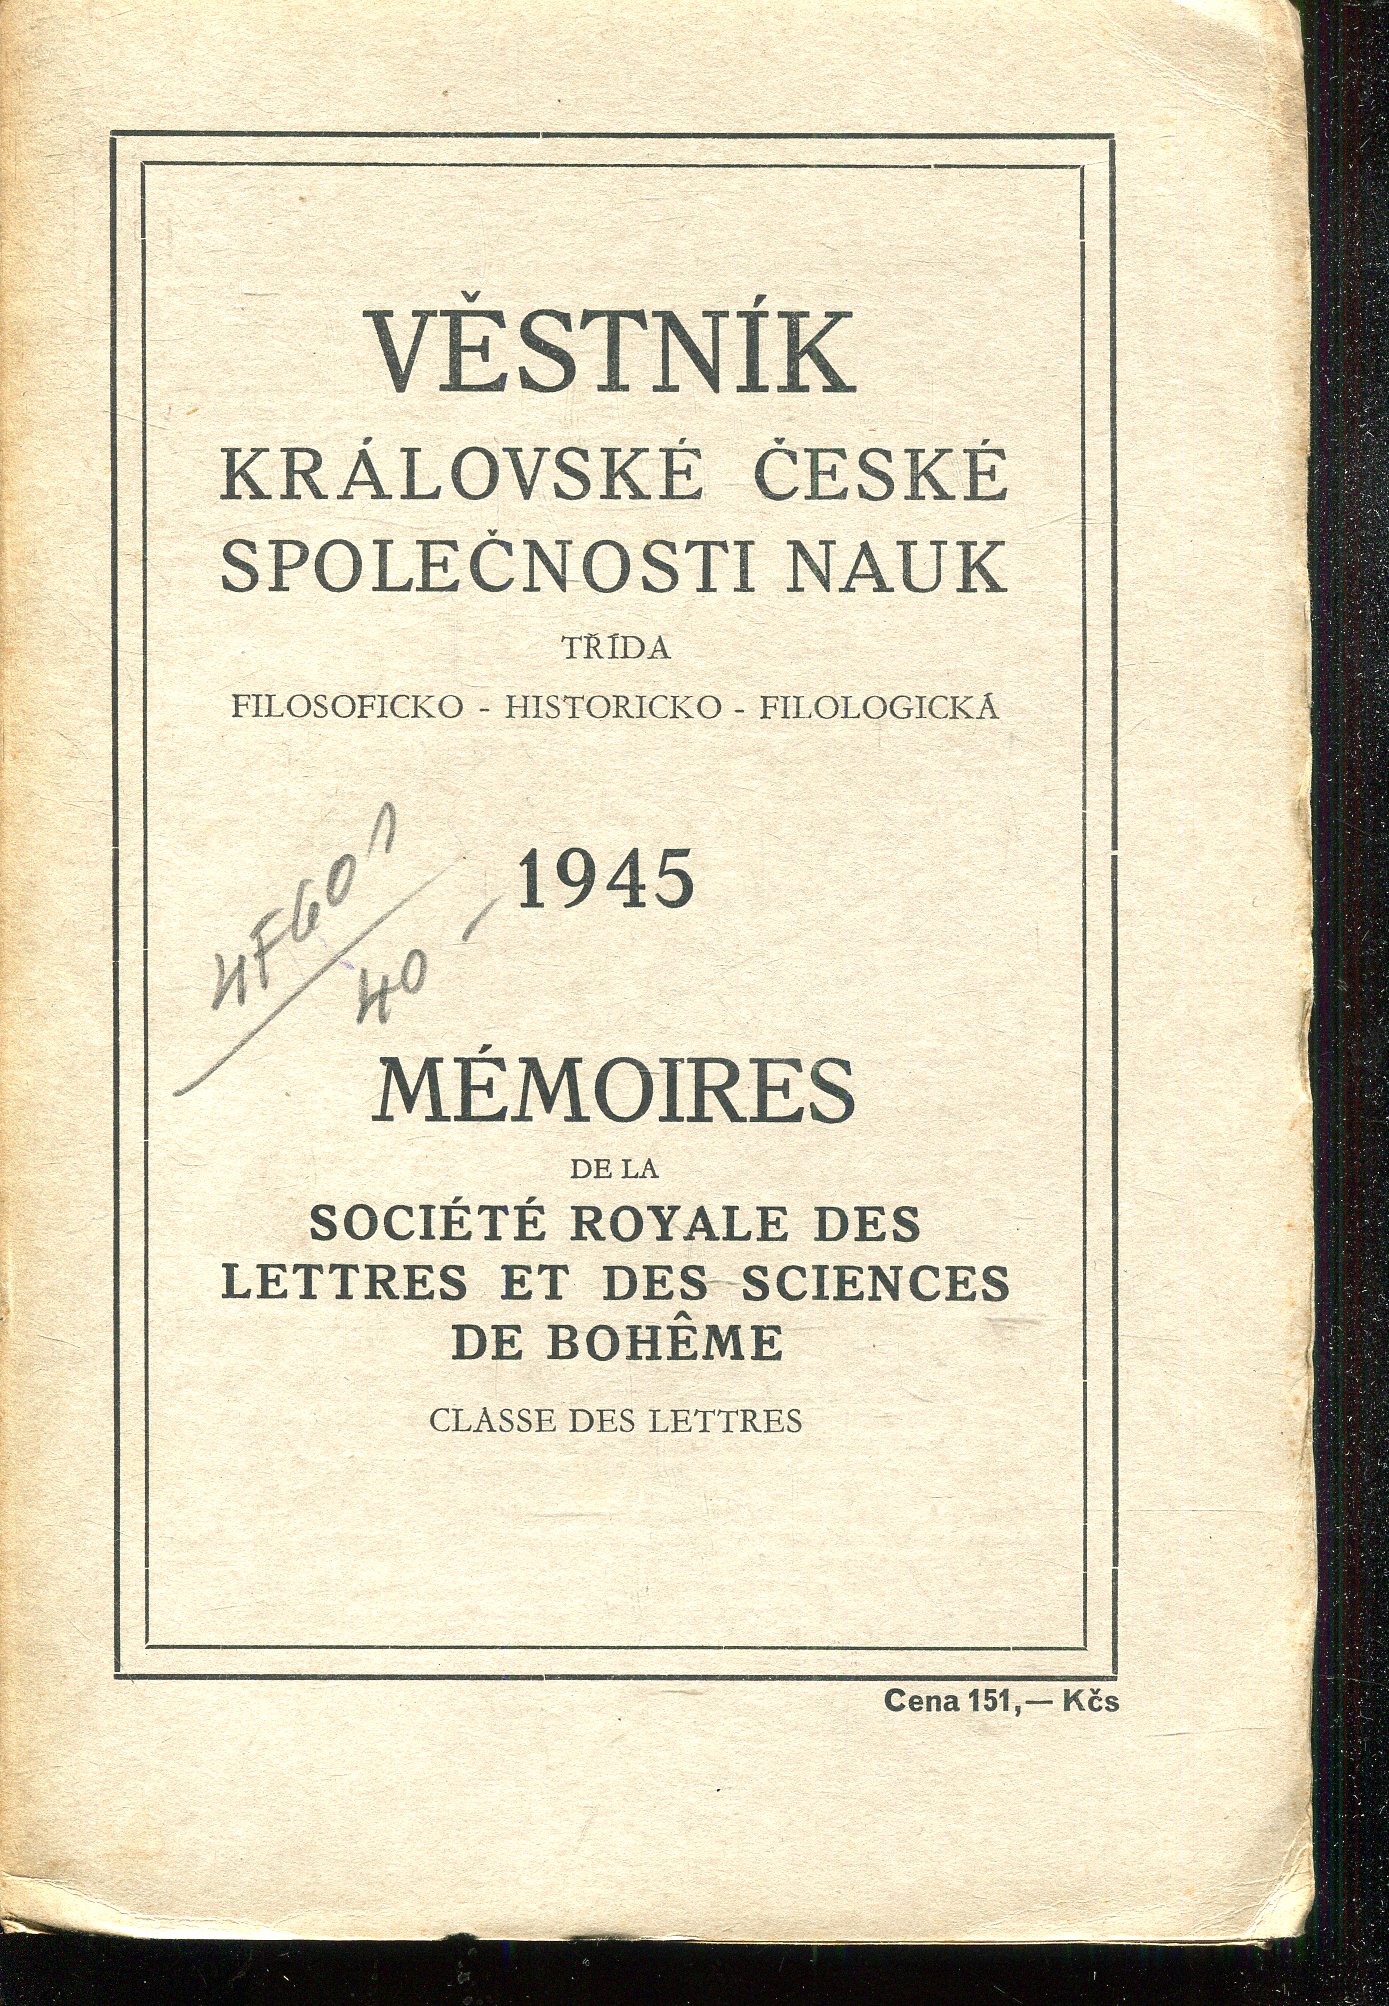 VĚSTNÍK
KRÁLOVSKÉ ČESKÉ
SPOLEČNOSTI NAUK
TŘÍDA
FILOSOFICKO - HISTORICKO - FILOLOGICKÁ
1945
40 -
MÉMOIRES
DE LA
SOCIÉTÉ ROYALE DES
LETTRES ET DES SCIENCES
DE BOHÊME
CLASSE DES LETTRES
Cena 151,— Kčs